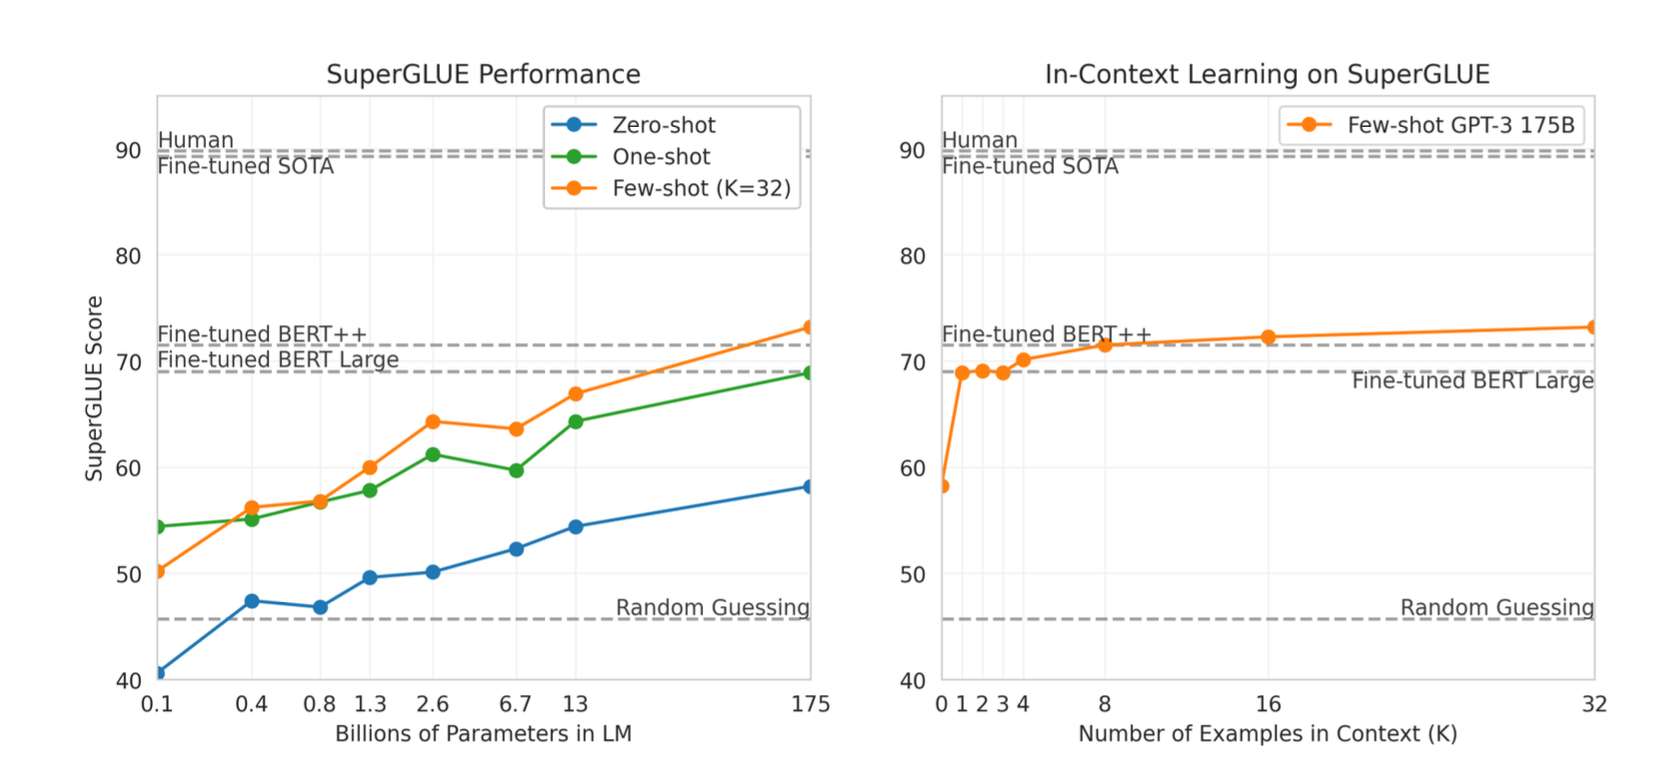 SuperGLUE Performance
Human
Fine-tuned SOTA
Zero-shot
One-shot
Few-shot (K=32)
Fine-tuned BERT++
Fine-tuned BERT Large
Random Guessing
SuperGLUE Score
90
80
70
60
50
40
0.1 0.4 0.8 1.3 2.6 6.7 13 175
Billions of Parameters in LM
In-Context Learning on SuperGLUE
Few-shot GPT-3 175B
Human
Fine-tuned SOTA
Fine-tuned BERT++
Fine-tuned BERT Large
Random Guessing
90
80
70
60
50
40
0 1 2 3 4 8 16 32
Number of Examples in Context (K)